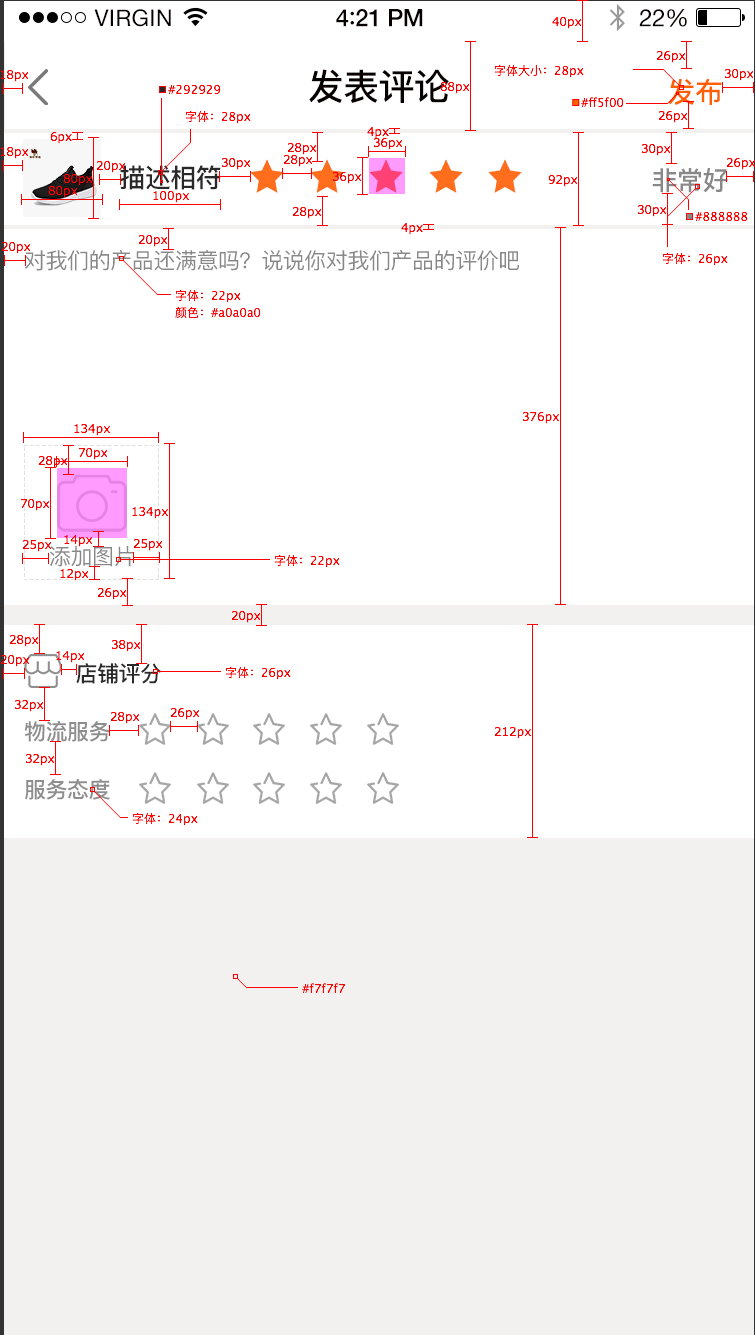 VIRGIN 4:21 PM 22%
40px
18px 发表评论 88px 字体大小：28px 26px 发布 30px
#292929 #ff5f00
字体：28px 26px
6px 4px
18px 20px 描述相符 30px 28px 28px 36px 36px 92px 30px 非常好 26px
80px 80px 100px
28px 30px #888888
4px
20px 20px 字体：26px
对我们的产品还满意吗？说说你对我们产品的评价吧
字体：22px
颜色：#a0a0a0
376px
134px
28px 70px
70px 134px
14px
25px 添加图片 25px 字体：22px
12px
26px
20px
28px 38px
20px 14px 店铺评分 字体：26px
32px
物流服务 28px 26px 212px
32px
服务态度
字体：24px
#f7f7f7